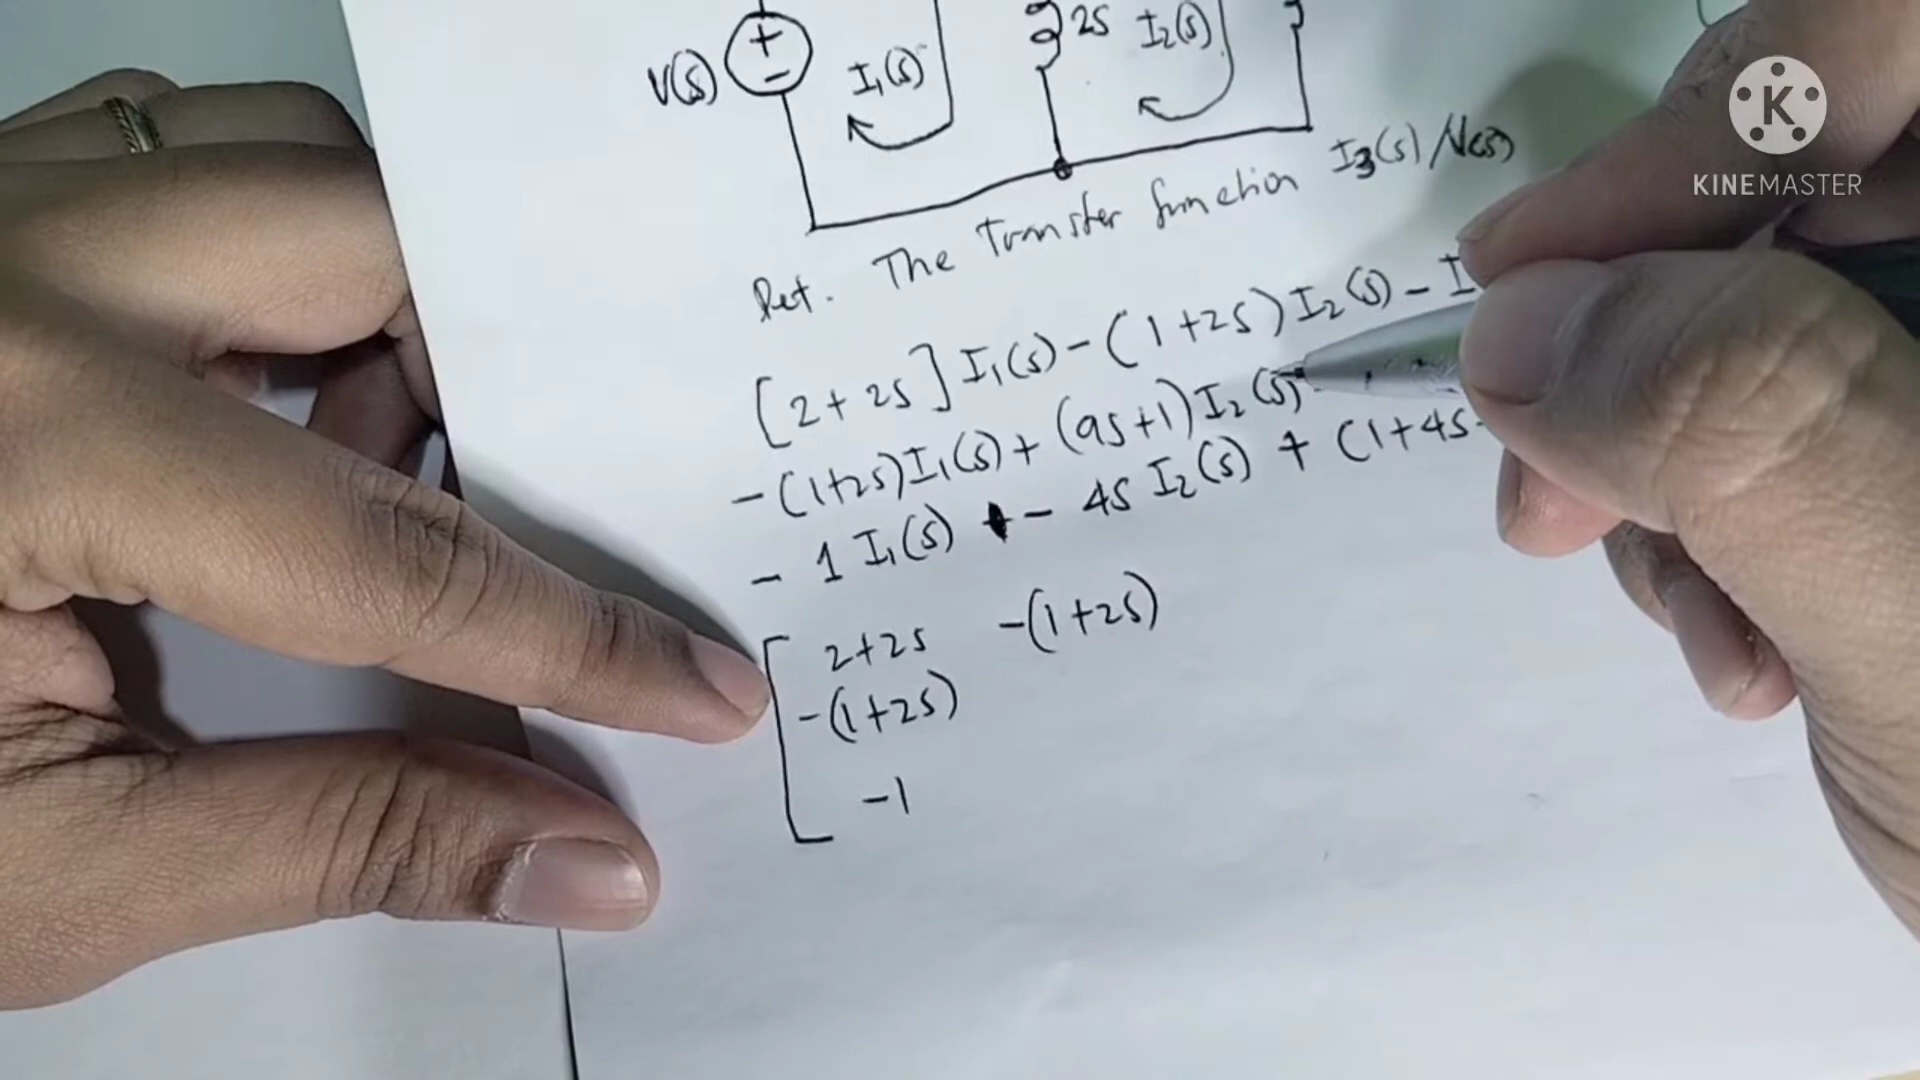 2S I₂(s)
V(s) + − I₁(s)
Det. The Transfer function I₃(s)/V(s)
[2+2s] I₁(s) - (1+2s) I₂(s) - I
-(1+2s) I₁(s) + (9s+1) I₂(s) -
- 1 I₁(s) - 4s I₂(s) + (1+4s
2+2s -(1+2s)
-(1+2s)
-1
K
KINEMASTER